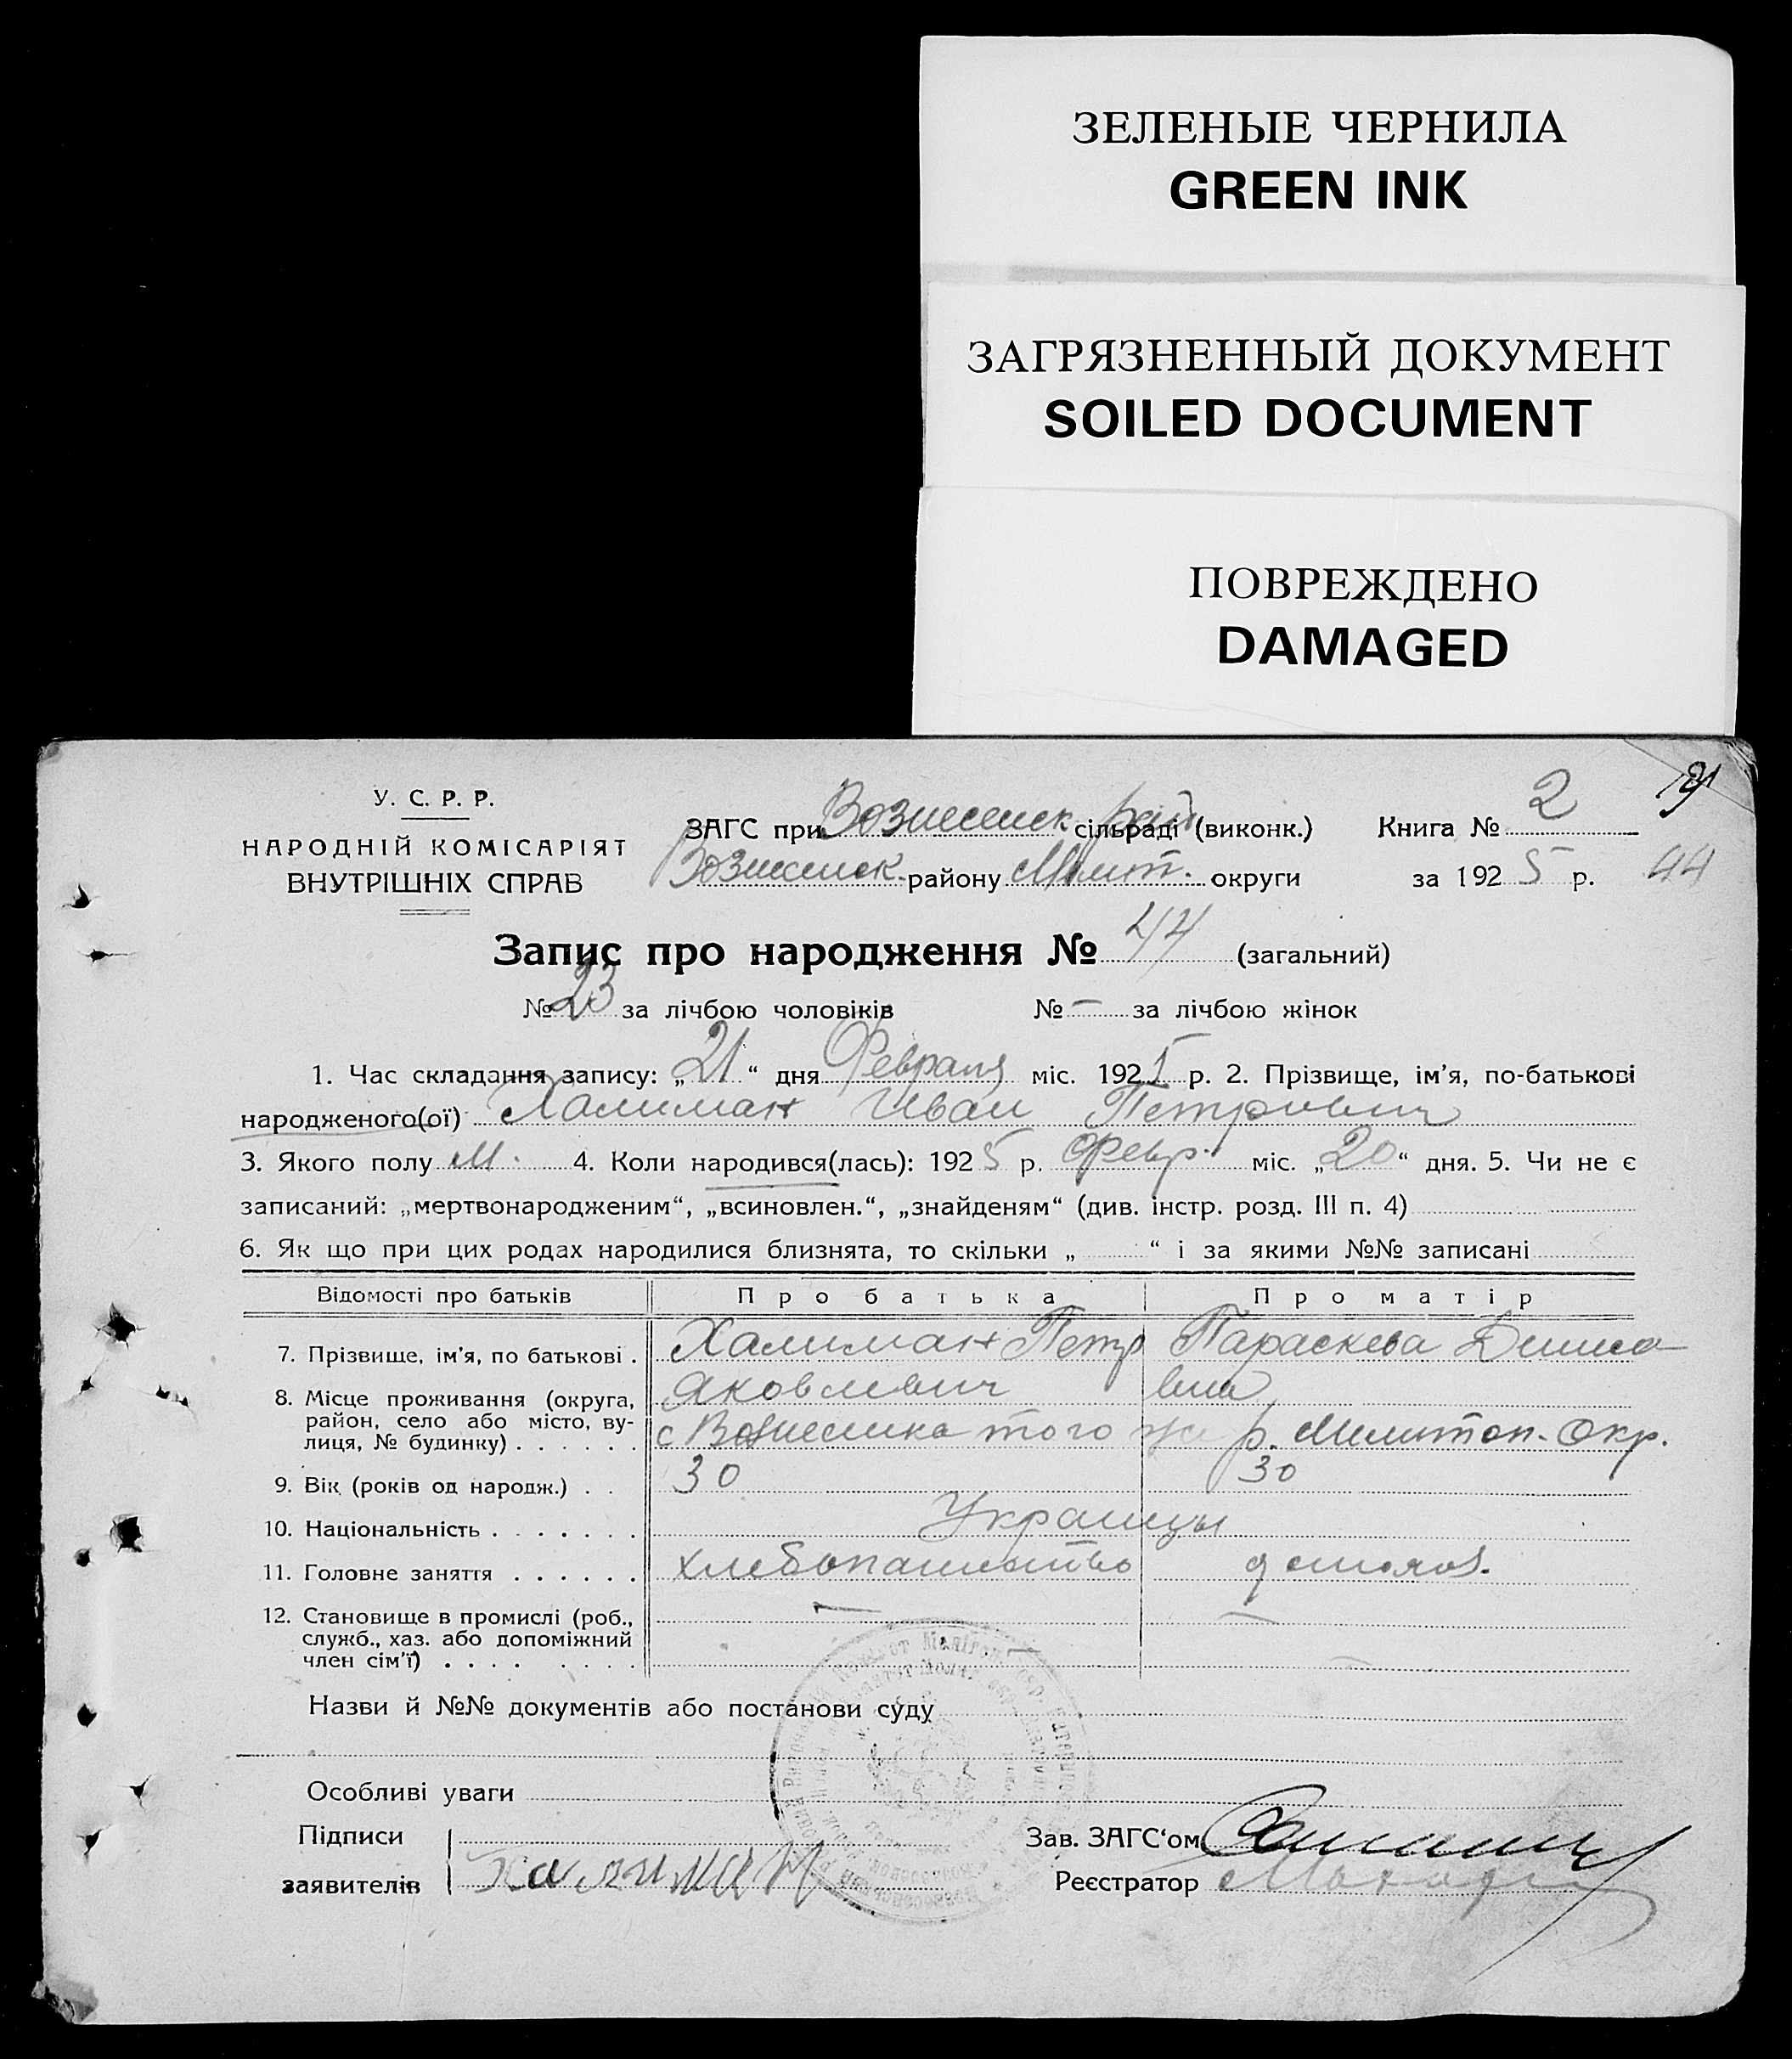 ЗЕЛЕНЫЕ ЧЕРНИЛА
GREEN INK
ЗАГРЯЗНЕННЫЙ ДОКУМЕНТ
SOILED DOCUMENT
ПОВРЕЖДЕНО
DAMAGED
У. С. Р. Р.
НАРОДНІЙ КОМІСАРІЯТ
ВНУТРІШНІХ СПРАВ
ЗАГС при Вознесенск рай сільраді (виконк.)
Вознесенск. району Мелит. округи
Книга № 2
за 1925 р. 44
Запис про народження № 44 (загальний)
№ 23 за лічбою чоловіків № – за лічбою жінок
1. Час складання запису: „21“ дня Февраля міс. 1925 р. 2. Прізвище, ім'я, по-батькові
народженого(ої) Халиман Иван Петрович
3. Якого полу м. 4. Коли народився(лась): 1925 р. Февр. міс. „20“ дня. 5. Чи не є
записаний: „мертвонародженим“, „всиновлен.“, „знайденям“ (див. інстр. розд. III п. 4)
6. Як що при цих родах народилися близнята, то скільки „ “ і за якими №№ записані
Відомості про батьків Про батька Про матір
7. Прізвище, ім'я, по батькові . Халиман Петр Параскева Дениso-
Яковлевич вна
8. Місце проживання (округа, район, село або місто, ву-
лиця, № будинку) . . . . . . с Вознесенка того же р. Мелитоп. Окр.
9. Вік (років од народж.) . . 30 30
10. Національність . . . . . . . Украинцы
11. Головне заняття . . . . . . хлебопашество домохоз.
12. Становище в промислі (роб., — —
служб., хаз. або допоміжний
член сім'ї) . . . . . . . .
Назви й №№ документів або постанови суду
Особливі уваги
Підписи
заявителів Халиман
Зав. ЗАГС'ом
Реєстратор